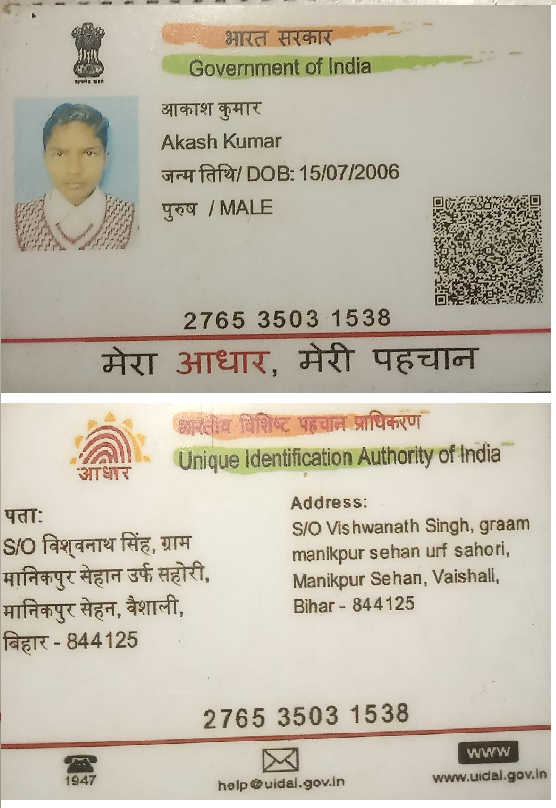 भारत सरकार
Government of India
आकाश कुमार
Akash Kumar
जन्म तिथि/ DOB: 15/07/2006
पुरुष / MALE
2765 3503 1538
मेरा आधार, मेरी पहचान
भारतीय विशिष्ट पहचान प्राधिकरण
Unique Identification Authority of India
आधार
पता:
S/O विश्वनाथ सिंह, ग्राम
मानिकपुर सेहान उर्फ सहोरी,
मानिकपुर सेहन, वैशाली,
बिहार - 844125
Address:
S/O Vishwanath Singh, graam
manikpur sehan urf sahori,
Manikpur Sehan, Vaishali,
Bihar - 844125
2765 3503 1538
1947
help@uidai.gov.in
www
www.uidai.gov.in